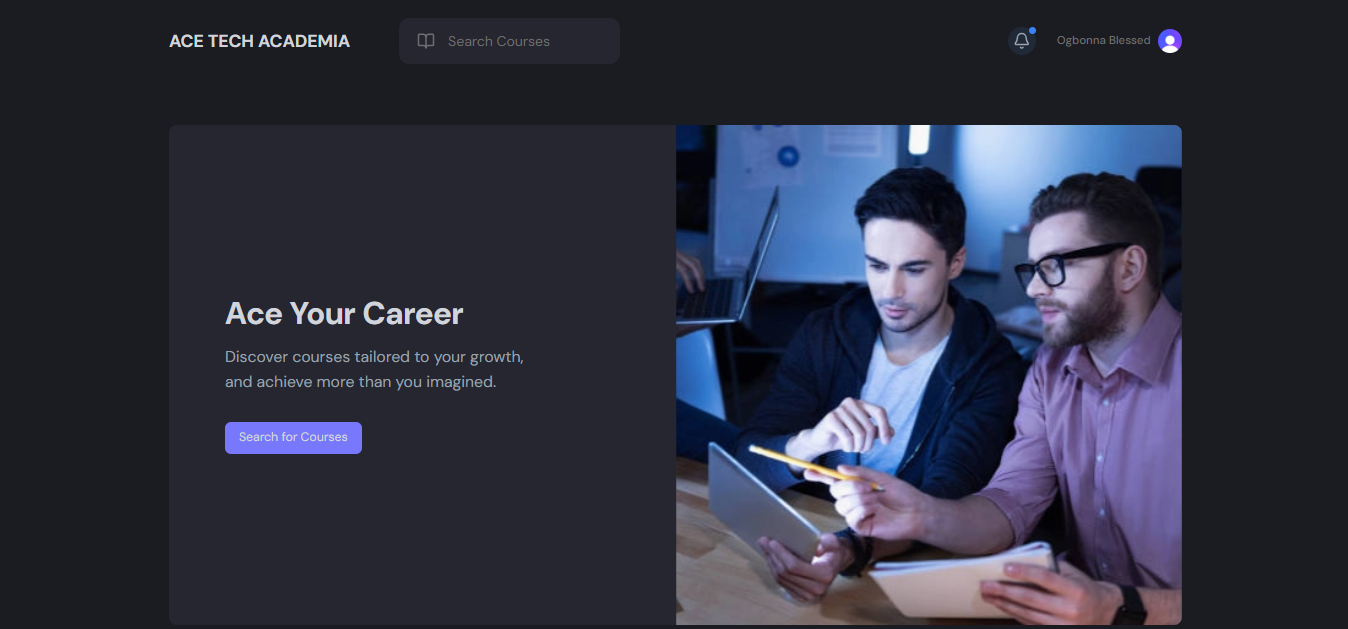 ACE TECH ACADEMIA
Search Courses
Ogbonna Blessed
Ace Your Career
Discover courses tailored to your growth,
and achieve more than you imagined.
Search for Courses